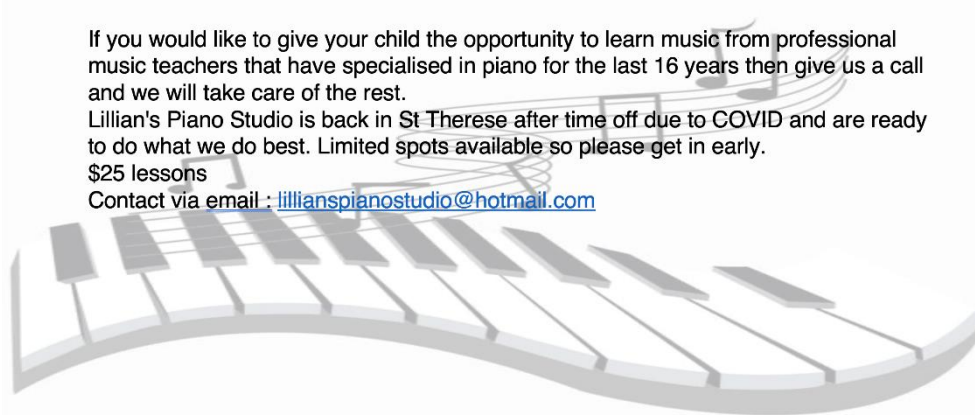 If you would like to give your child the opportunity to learn music from professional
music teachers that have specialised in piano for the last 16 years then give us a call
and we will take care of the rest.
Lillian's Piano Studio is back in St Therese after time off due to COVID and are ready
to do what we do best. Limited spots available so please get in early.
$25 lessons
Contact via email : lillianspianostudio@hotmail.com